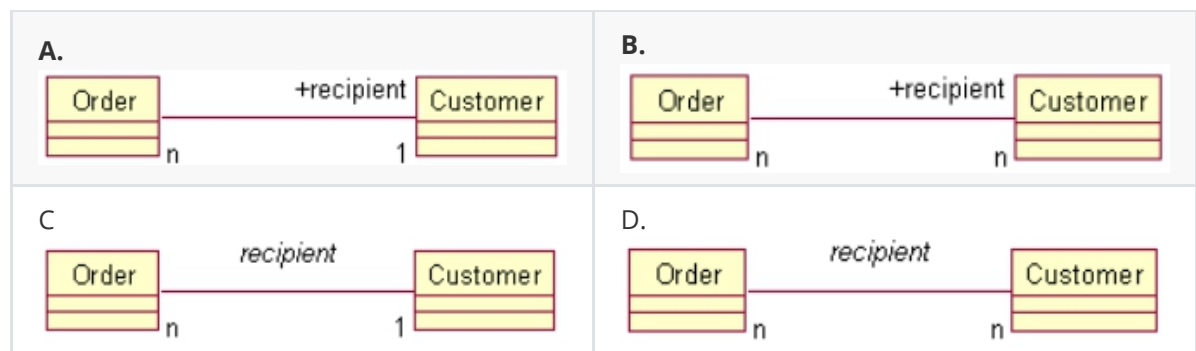 A.
Order +recipient Customer
n 1
B.
Order +recipient Customer
n n
C
Order recipient Customer
n 1
D.
Order recipient Customer
n n